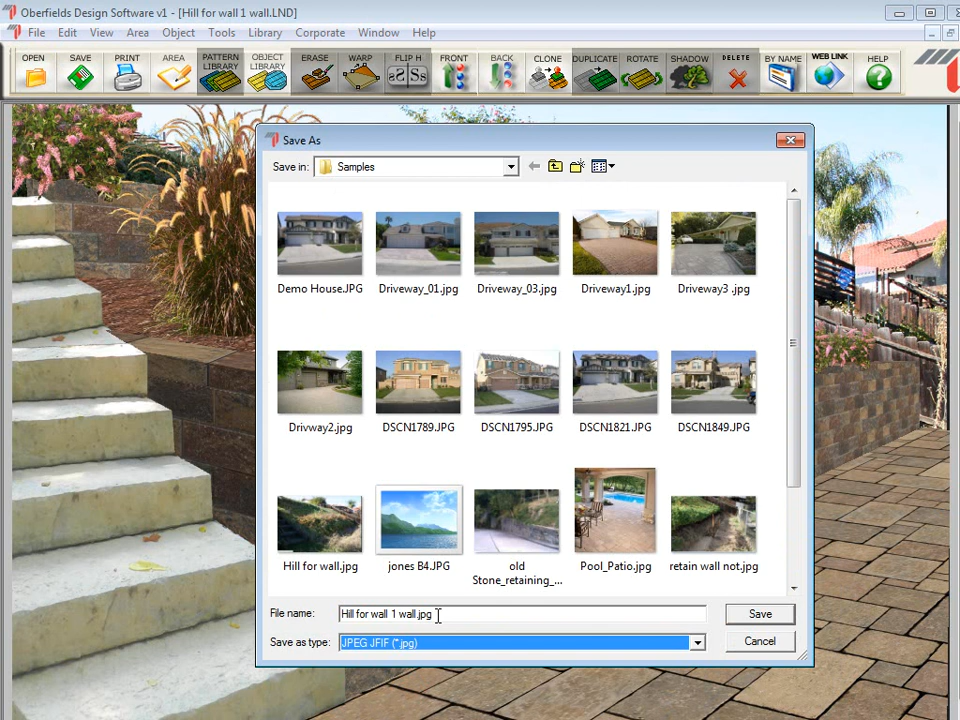 Oberfields Design Software v1 - [Hill for wall 1 wall.LND]
File Edit View Area Object Tools Library Corporate Window Help
OPEN SAVE PRINT AREA PATTERN LIBRARY OBJECT LIBRARY ERASE WARP FLIP H FRONT BACK CLONE DUPLICATE ROTATE SHADOW DELETE BY NAME WEB LINK HELP
Save As
Save in: Samples
Demo House.JPG Driveway_01.jpg Driveway_03.jpg Driveway1.jpg Driveway3 .jpg
Drivway2.jpg DSCN1789.JPG DSCN1795.JPG DSCN1821.JPG DSCN1849.JPG
Hill for wall.jpg jones B4.JPG old Stone_retaining_... Pool_Patio.jpg retain wall not.jpg
File name: Hill for wall 1 wall.jpg Save
Save as type: JPEG JFIF (*.jpg) Cancel